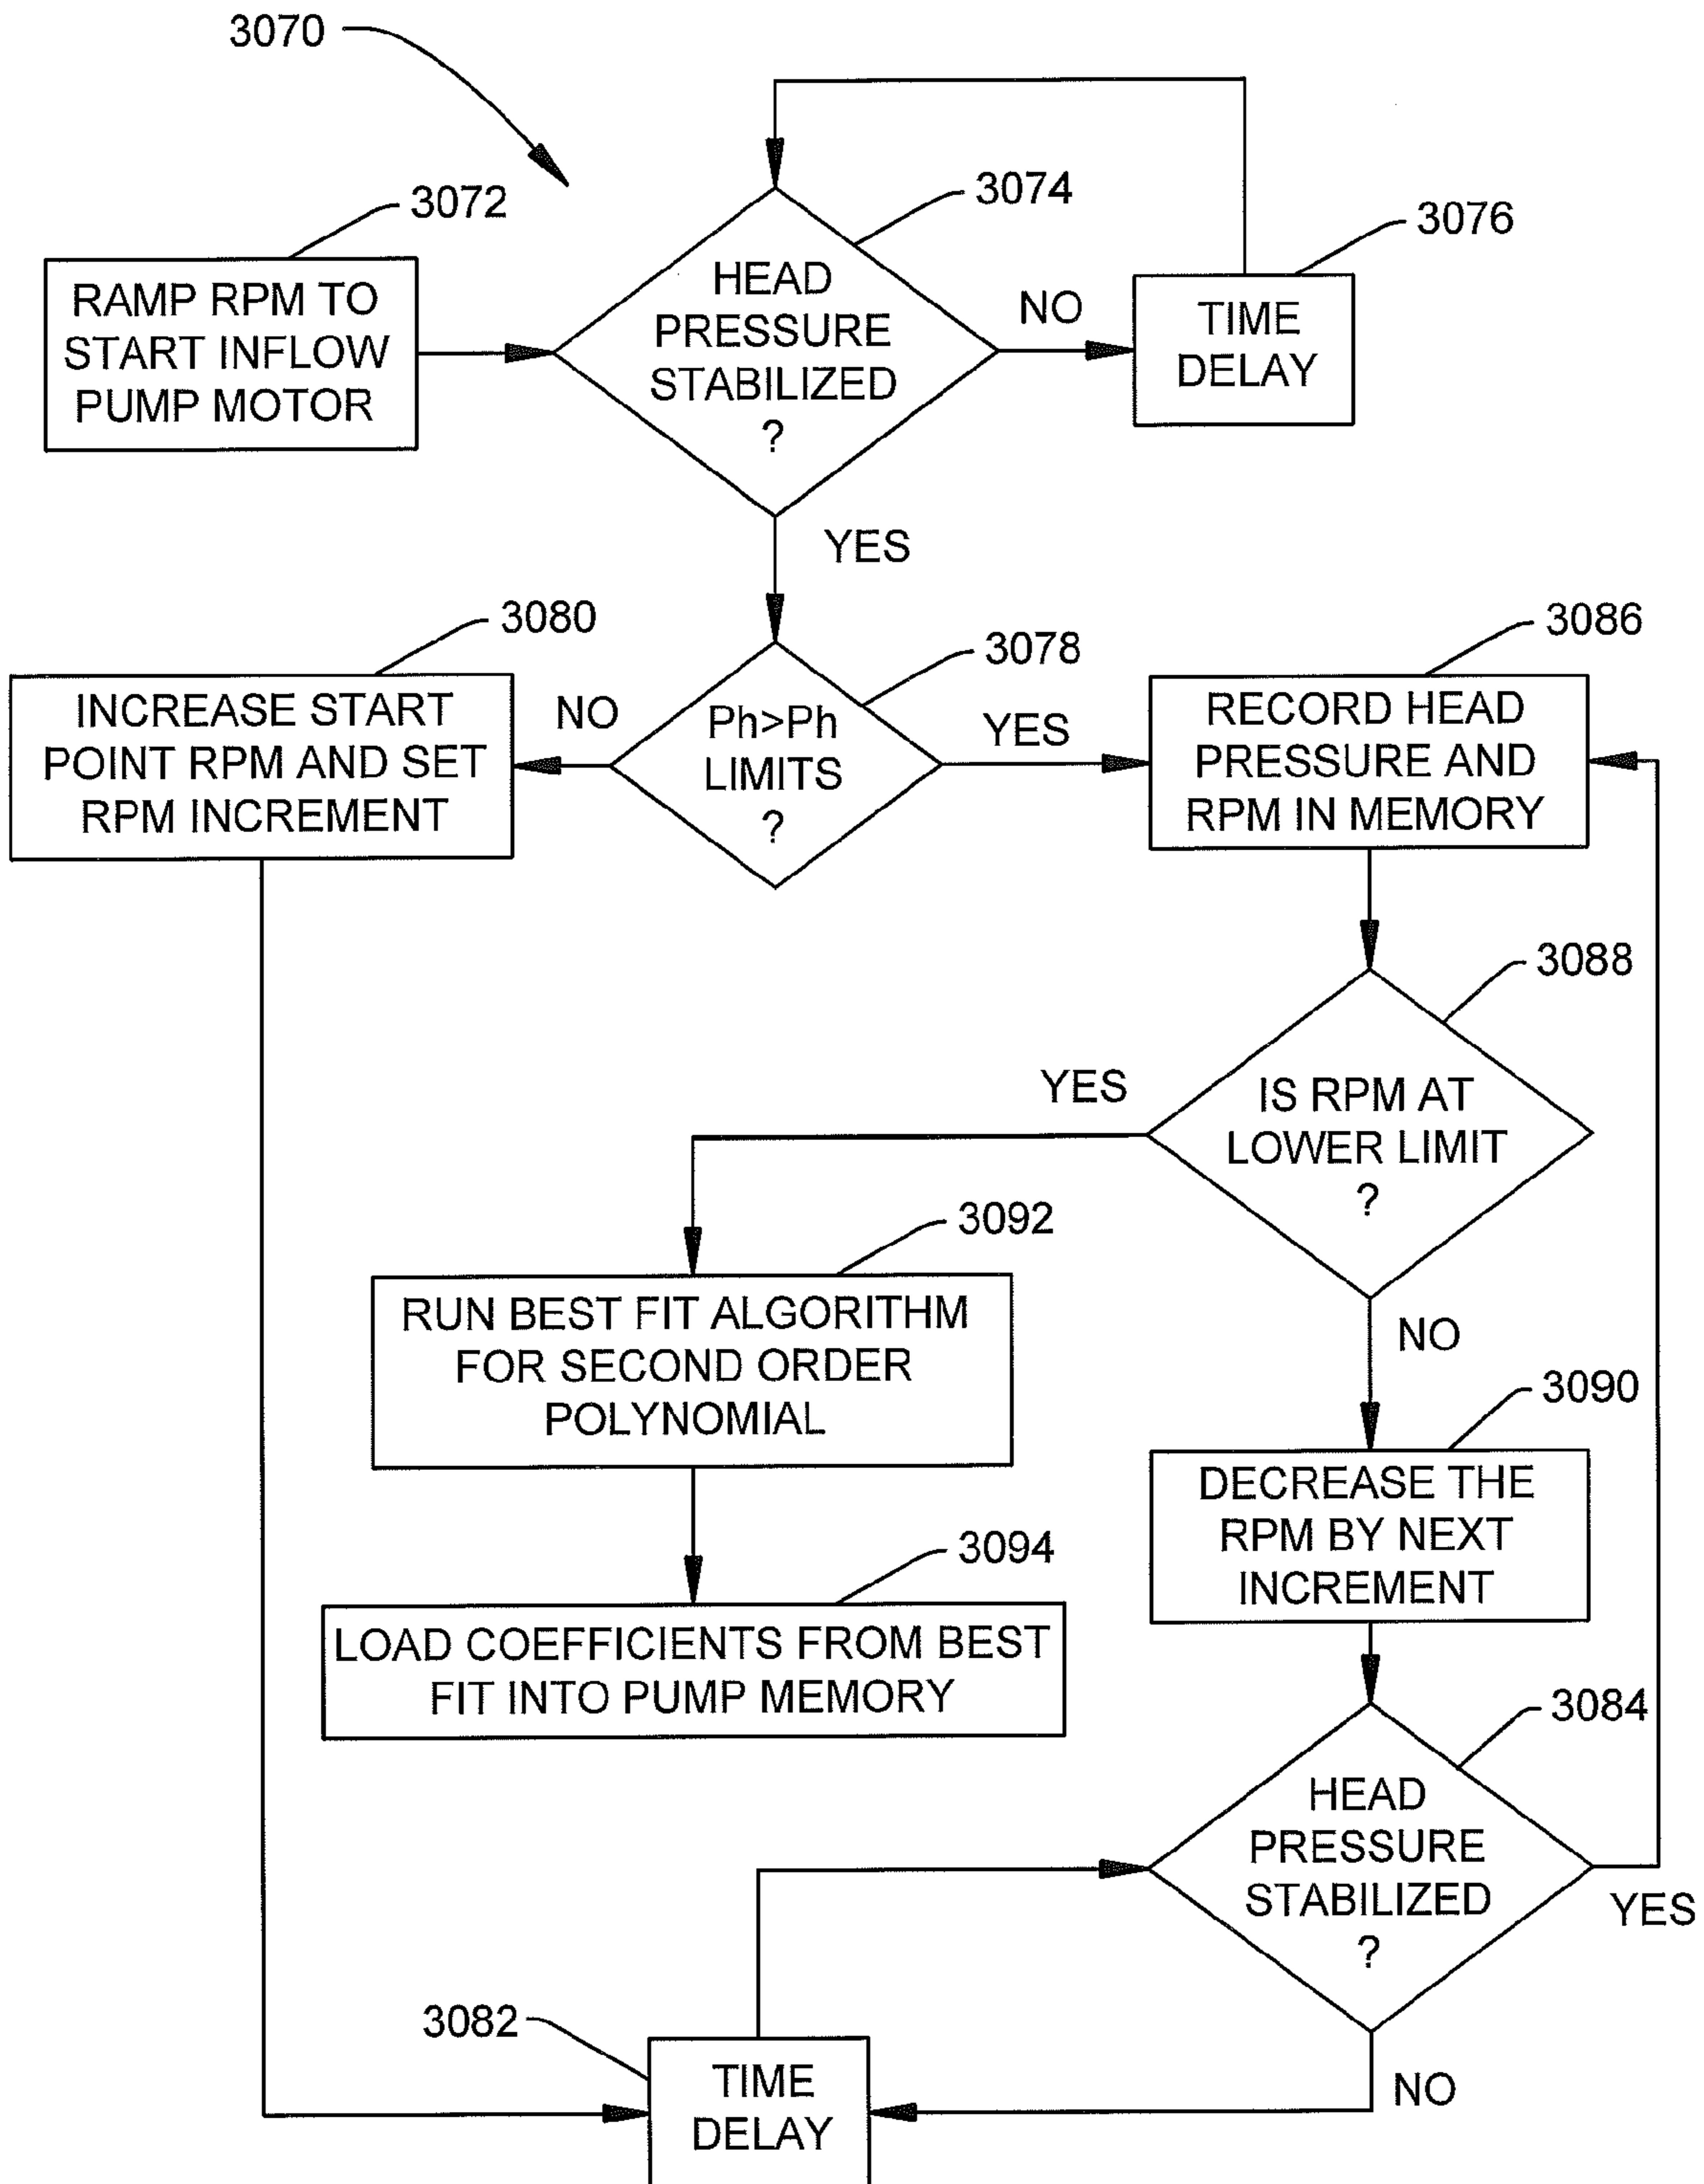 3070
3072
RAMP RPM TO
START INFLOW
PUMP MOTOR
3074
HEAD
PRESSURE
STABILIZED
?
NO
3076
TIME
DELAY
YES
3080
INCREASE START
POINT RPM AND SET
RPM INCREMENT
NO
3078
Ph>Ph
LIMITS
?
YES
3086
RECORD HEAD
PRESSURE AND
RPM IN MEMORY
3088
IS RPM AT
LOWER LIMIT
?
YES
NO
3092
RUN BEST FIT ALGORITHM
FOR SECOND ORDER
POLYNOMIAL
3090
DECREASE THE
RPM BY NEXT
INCREMENT
3094
LOAD COEFFICIENTS FROM BEST
FIT INTO PUMP MEMORY
3084
HEAD
PRESSURE
STABILIZED
?
YES
NO
3082
TIME
DELAY